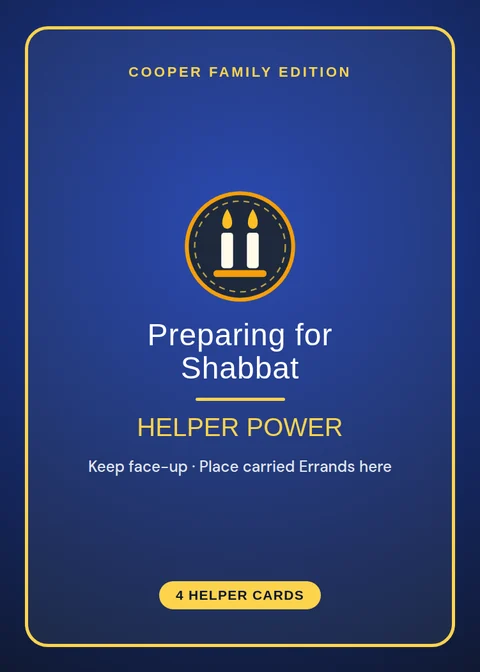 COOPER FAMILY EDITION
Preparing for
Shabbat
HELPER POWER
Keep face-up · Place carried Errands here
4 HELPER CARDS